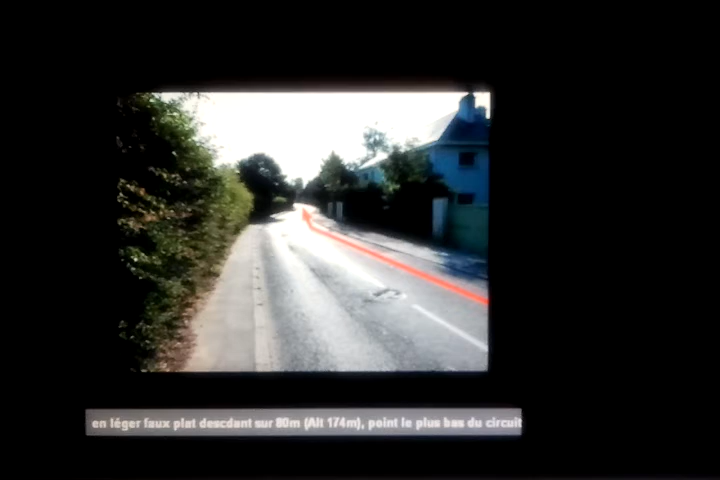 en léger faux plat descdant sur 80m (Alt 174m), point le plus bas du circuit